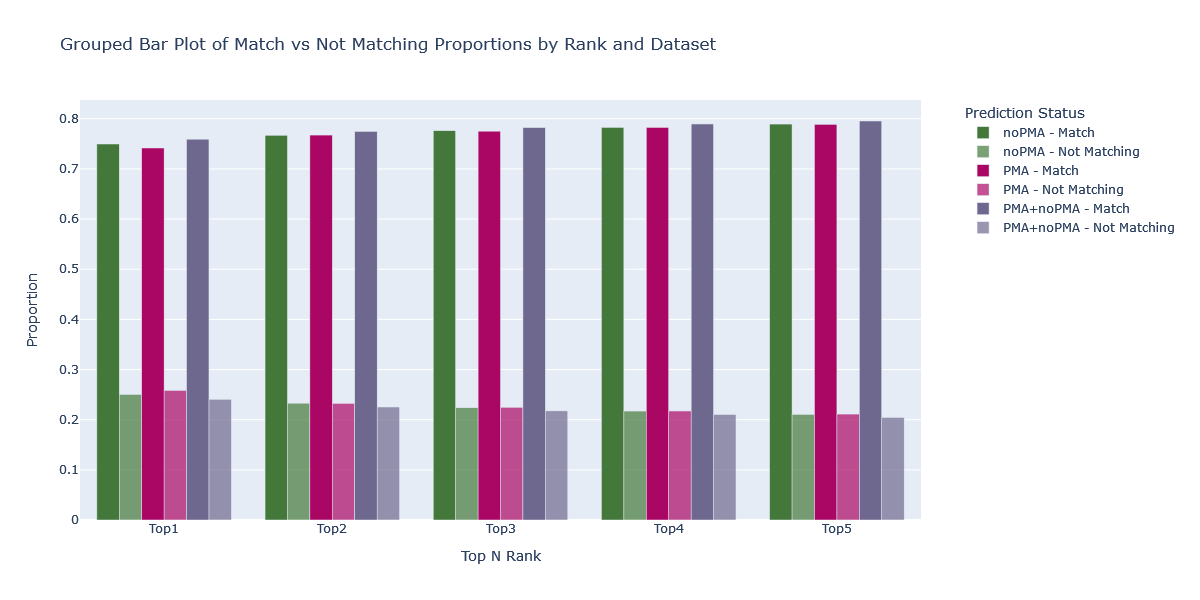 Grouped Bar Plot of Match vs Not Matching Proportions by Rank and Dataset
Prediction Status
noPMA - Match
noPMA - Not Matching
PMA - Match
PMA - Not Matching
PMA+noPMA - Match
PMA+noPMA - Not Matching
Proportion
0.8
0.7
0.6
0.5
0.4
0.3
0.2
0.1
0
Top1
Top2
Top3
Top4
Top5
Top N Rank